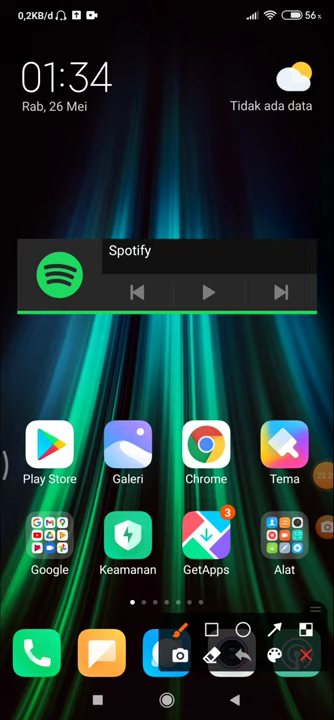 0,2KB/d 56%
01:34
Rab, 26 Mei
Tidak ada data
Spotify
Play Store Galeri Chrome Tema
3
Google Keamanan GetApps Alat